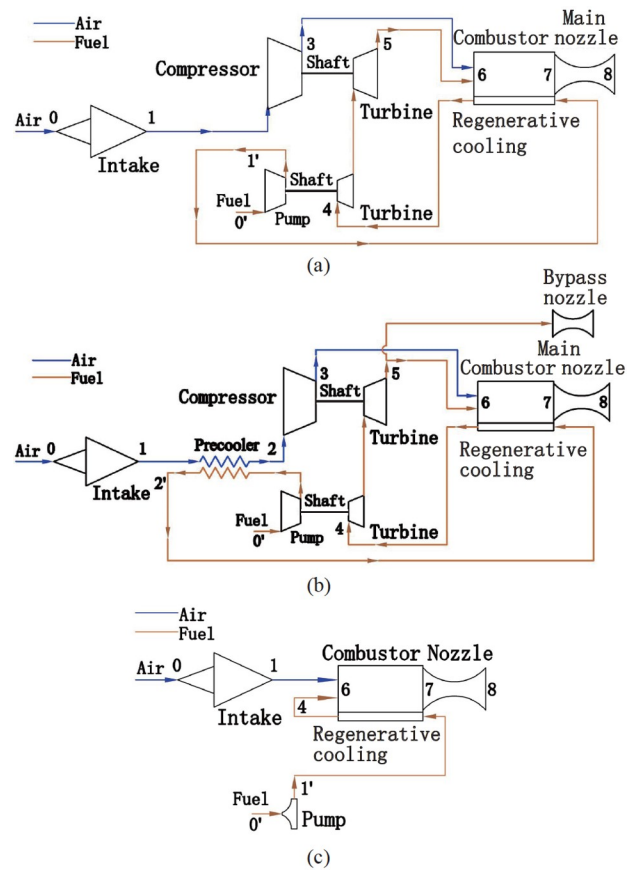 Air
Fuel
3
Shaft
5
Compressor
Combustor
Main
nozzle
6
7
8
Turbine
Regenerative
cooling
Air
0
1
Intake
1'
Shaft
Fuel
0'
Pump
4
Turbine
(a)
Bypass
nozzle
Air
Fuel
3
Shaft
5
Main
Combustor nozzle
Compressor
6
7
8
Turbine
Regenerative
cooling
Air
0
1
Precooler
2
Intake
2'
Shaft
Fuel
0'
Pump
4
Turbine
(b)
Air
Fuel
Combustor Nozzle
Air
0
1
6
7
8
4
Intake
Regenerative
cooling
1'
Fuel
0'
Pump
(c)